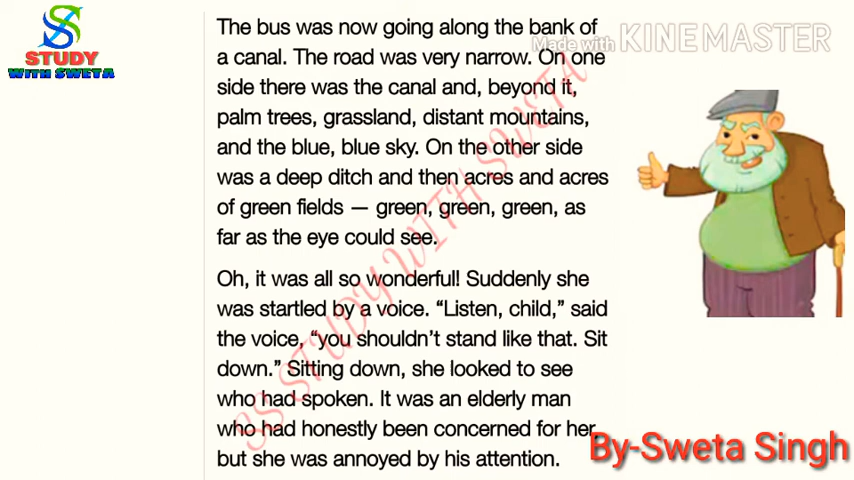 STUDY
WITH SWETA
Made with KINEMASTER
The bus was now going along the bank of
a canal. The road was very narrow. On one
side there was the canal and, beyond it,
palm trees, grassland, distant mountains,
and the blue, blue sky. On the other side
was a deep ditch and then acres and acres
of green fields — green, green, green, as
far as the eye could see.
Oh, it was all so wonderful! Suddenly she
was startled by a voice. “Listen, child,” said
the voice, “you shouldn’t stand like that. Sit
down.” Sitting down, she looked to see
who had spoken. It was an elderly man
who had honestly been concerned for her,
but she was annoyed by his attention.
SS STUDY WITH SWETA
By-Sweta Singh